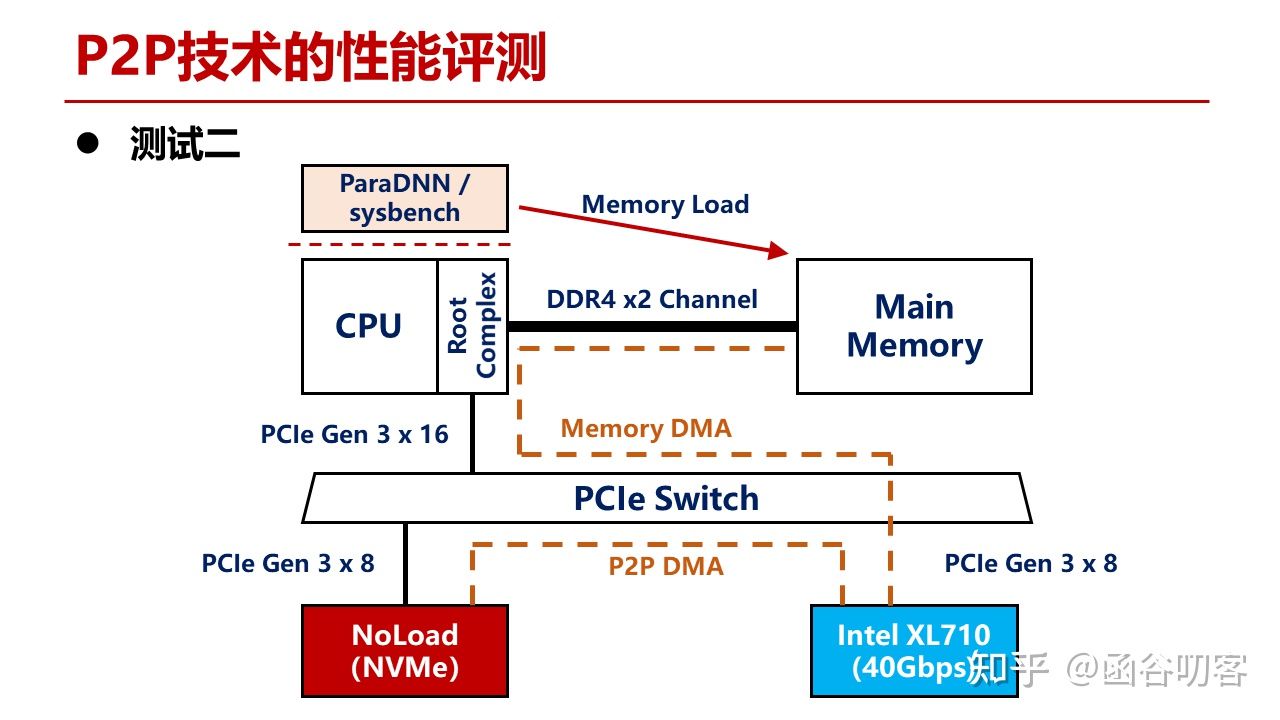 P2P技术的性能评测
● 测试二
ParaDNN /
sysbench
Memory Load
CPU
Root
Complex
DDR4 x2 Channel
Main
Memory
PCIe Gen 3 x 16
Memory DMA
PCIe Switch
PCIe Gen 3 x 8
P2P DMA
PCIe Gen 3 x 8
NoLoad
(NVMe)
Intel XL710
(40Gbps)
知乎 @函谷叨客